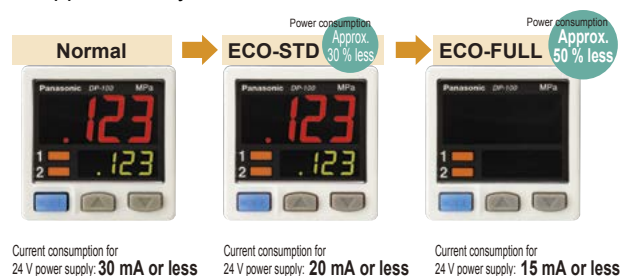 Normal
Power consumption
Approx.
30 % less
ECO-STD
Power consumption
Approx.
50 % less
ECO-FULL
Panasonic DP-100 MPa
.123
1
2
.123
Panasonic DP-100 MPa
.123
1
2
.123
Panasonic DP-100 MPa
1
2
Current consumption for
24 V power supply: 30 mA or less
Current consumption for
24 V power supply: 20 mA or less
Current consumption for
24 V power supply: 15 mA or less